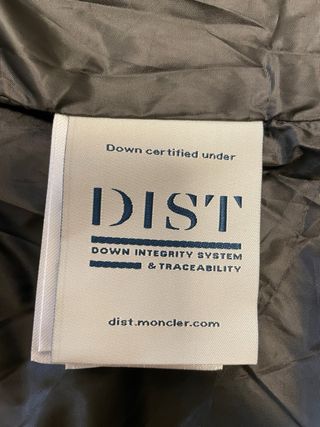 Down certified under
DIST
DOWN INTEGRITY SYSTEM
& TRACEABILITY
dist.moncler.com